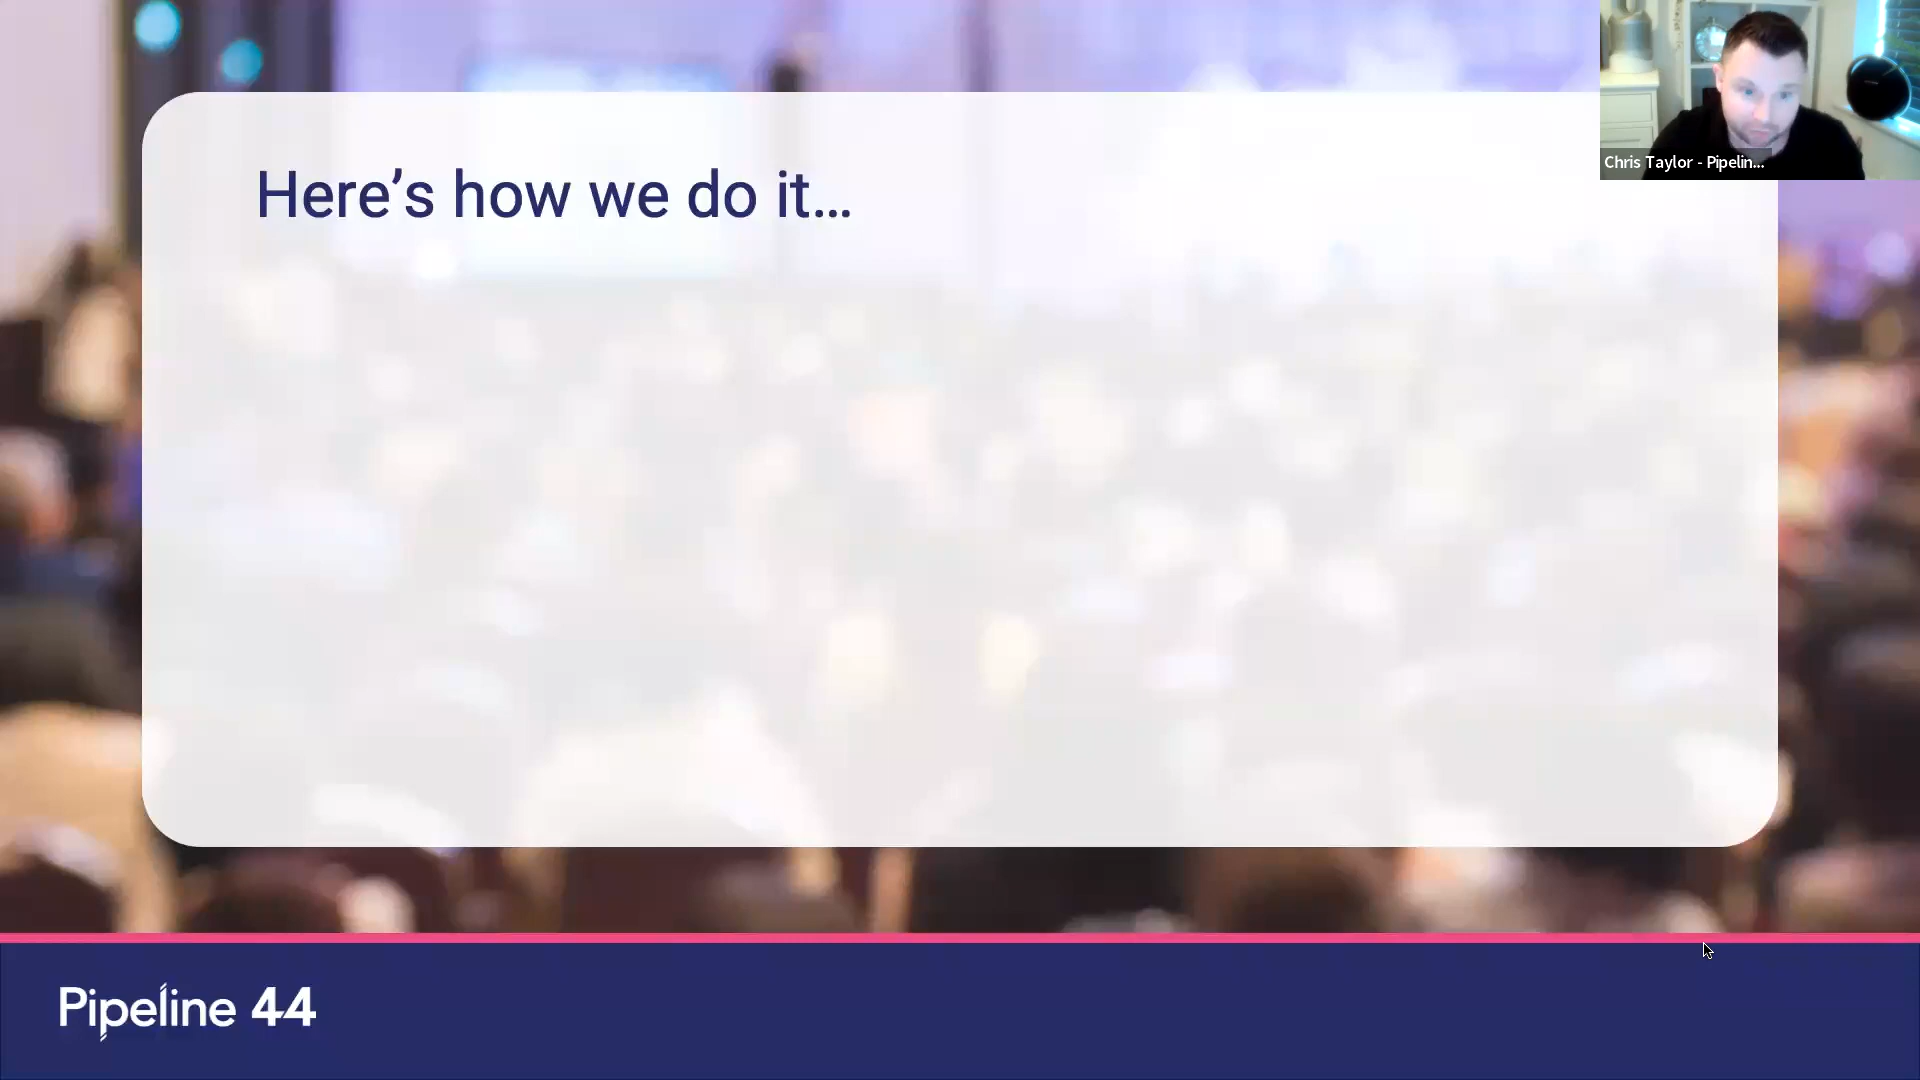 Here’s how we do it…
Chris Taylor - Pipelin...
Pipeline 44